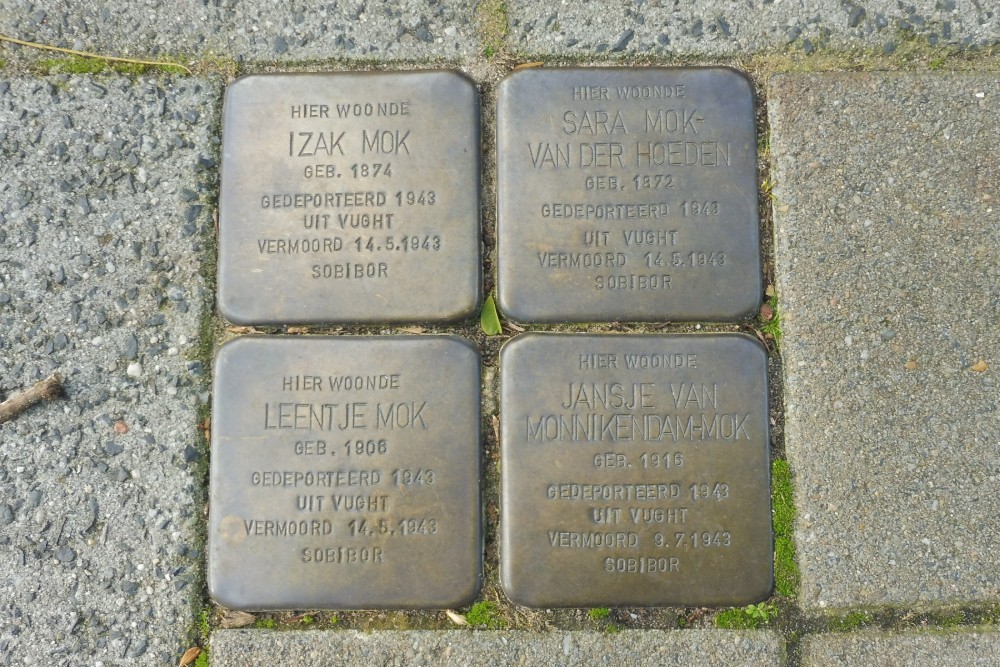 HIER WOONDE
IZAK MOK
GEB. 1874
GEDEPORTEERD 1943
UIT VUGHT
VERMOORD 14.5.1943
SOBIBOR
HIER WOONDE
SARA MOK-
VAN DER HOEDEN
GEB. 1872
GEDEPORTEERD 1943
UIT VUGHT
VERMOORD 14.5.1943
SOBIBOR
HIER WOONDE
LEENTJE MOK
GEB. 1908
GEDEPORTEERD 1943
UIT VUGHT
VERMOORD 14.5.1943
SOBIBOR
HIER WOONDE
JANSJE VAN
MONNIKENDAM-MOK
GEB. 1916
GEDEPORTEERD 1943
UIT VUGHT
VERMOORD 9.7.1943
SOBIBOR